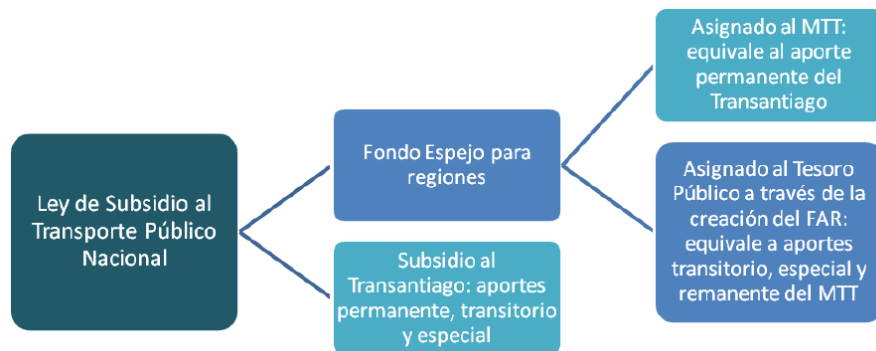 Ley de Subsidio al
Transporte Público
Nacional
Fondo Espejo para
regiones
Subsidio al
Transantiago: aportes
permanente, transitorio
y especial
Asignado al MTT:
equivale al aporte
permanente del
Transantiago
Asignado al Tesoro
Público a través de la
creación del FAR:
equivale a aportes
transitorio, especial y
remanente del MTT